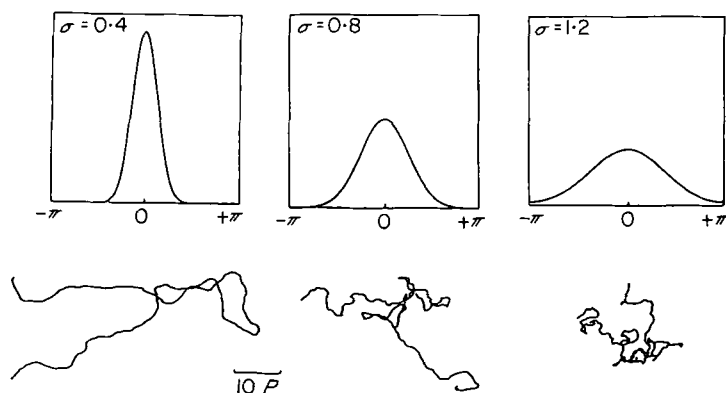 σ = 0·4
σ = 0·8
σ = 1·2
-π 0 +π
-π 0 +π
-π 0 +π
10 P